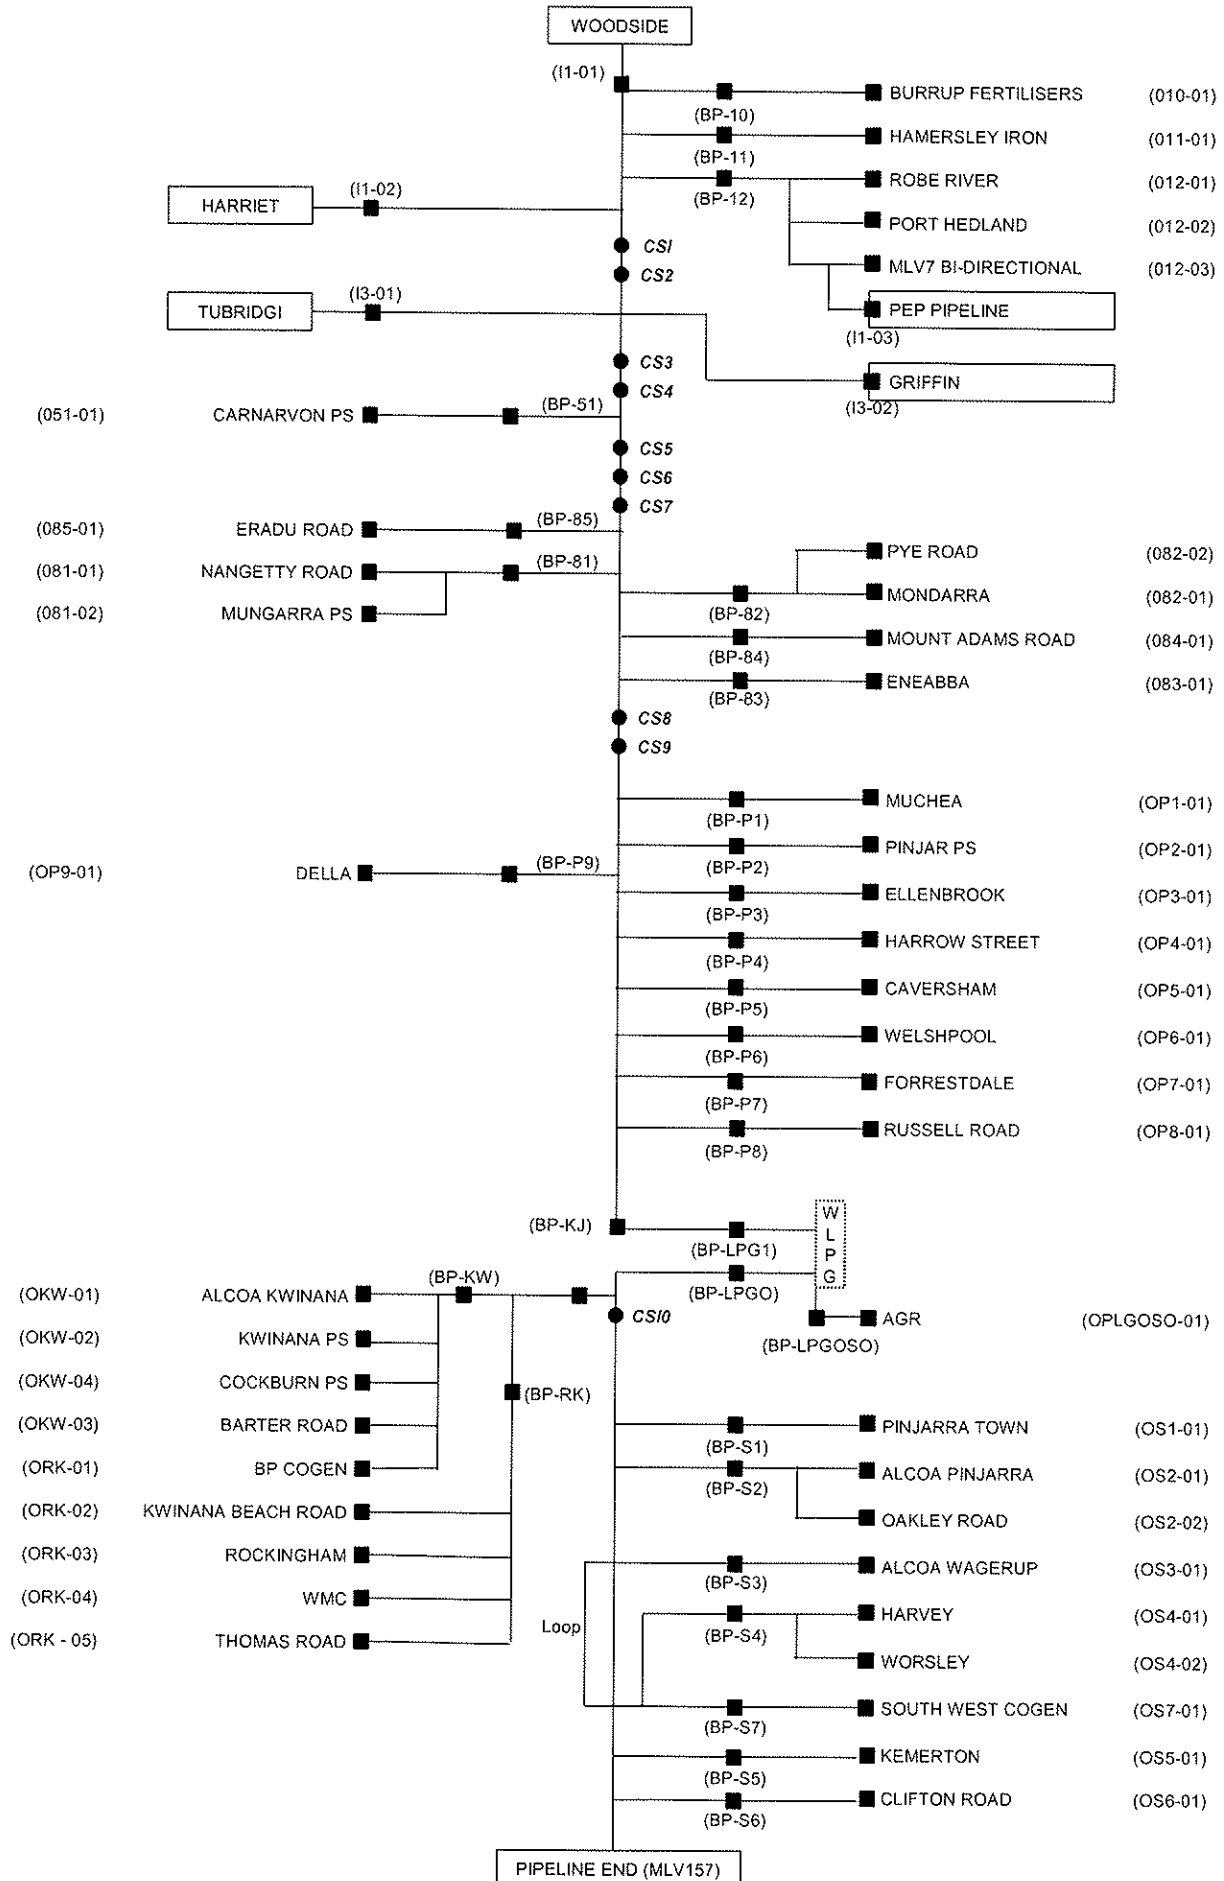 WOODSIDE
(I1-01)
BURRUP FERTILISERS (010-01)
(BP-10)
HAMERSLEY IRON (011-01)
(BP-11)
ROBE RIVER (012-01)
(I1-02)
(BP-12)
HARRIET
PORT HEDLAND (012-02)
CSI
MLV7 BI-DIRECTIONAL (012-03)
CS2
(I3-01)
TUBRIDGI
PEP PIPELINE
(I1-03)
CS3
GRIFFIN
CS4
(I3-02)
(BP-51)
(051-01) CARNARVON PS
CS5
CS6
CS7
(BP-85)
(085-01) ERADU ROAD
PYE ROAD (082-02)
(BP-81)
(081-01) NANGETTY ROAD
MONDARRA (082-01)
(081-02) MUNGARRA PS
(BP-82)
MOUNT ADAMS ROAD (084-01)
(BP-84)
ENEABBA (083-01)
(BP-83)
CS8
CS9
MUCHEA (OP1-01)
(BP-P1)
PINJAR PS (OP2-01)
(BP-P2)
(BP-P9)
(OP9-01) DELLA
ELLENBROOK (OP3-01)
(BP-P3)
HARROW STREET (OP4-01)
(BP-P4)
CAVERSHAM (OP5-01)
(BP-P5)
WELSHPOOL (OP6-01)
(BP-P6)
FORRESTDALE (OP7-01)
(BP-P7)
RUSSELL ROAD (OP8-01)
(BP-P8)
W
L
P
G
(BP-KJ)
(BP-LPG1)
(BP-KW)
(BP-LPGO)
(OKW-01) ALCOA KWINANA
CSI0
AGR (OPLGOSO-01)
(BP-LPGOSO)
(OKW-02) KWINANA PS
(OKW-04) COCKBURN PS
(BP-RK)
(OKW-03) BARTER ROAD
PINJARRA TOWN (OS1-01)
(BP-S1)
(ORK-01) BP COGEN
ALCOA PINJARRA (OS2-01)
(BP-S2)
(ORK-02) KWINANA BEACH ROAD
OAKLEY ROAD (OS2-02)
(ORK-03) ROCKINGHAM
ALCOA WAGERUP (OS3-01)
(BP-S3)
(ORK-04) WMC
HARVEY (OS4-01)
Loop
(BP-S4)
(ORK - 05) THOMAS ROAD
WORSLEY (OS4-02)
SOUTH WEST COGEN (OS7-01)
(BP-S7)
KEMERTON (OS5-01)
(BP-S5)
CLIFTON ROAD (OS6-01)
(BP-S6)
PIPELINE END (MLV157)